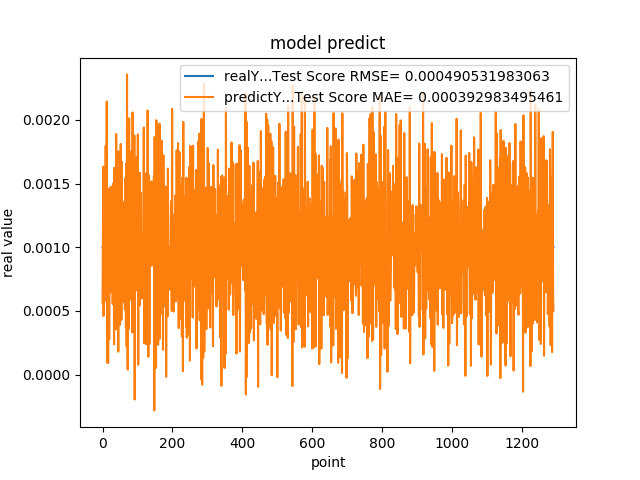 model predict
realY...Test Score RMSE= 0.000490531983063
predictY...Test Score MAE= 0.000392983495461
real value
0.0020
0.0015
0.0010
0.0005
0.0000
0 200 400 600 800 1000 1200
point